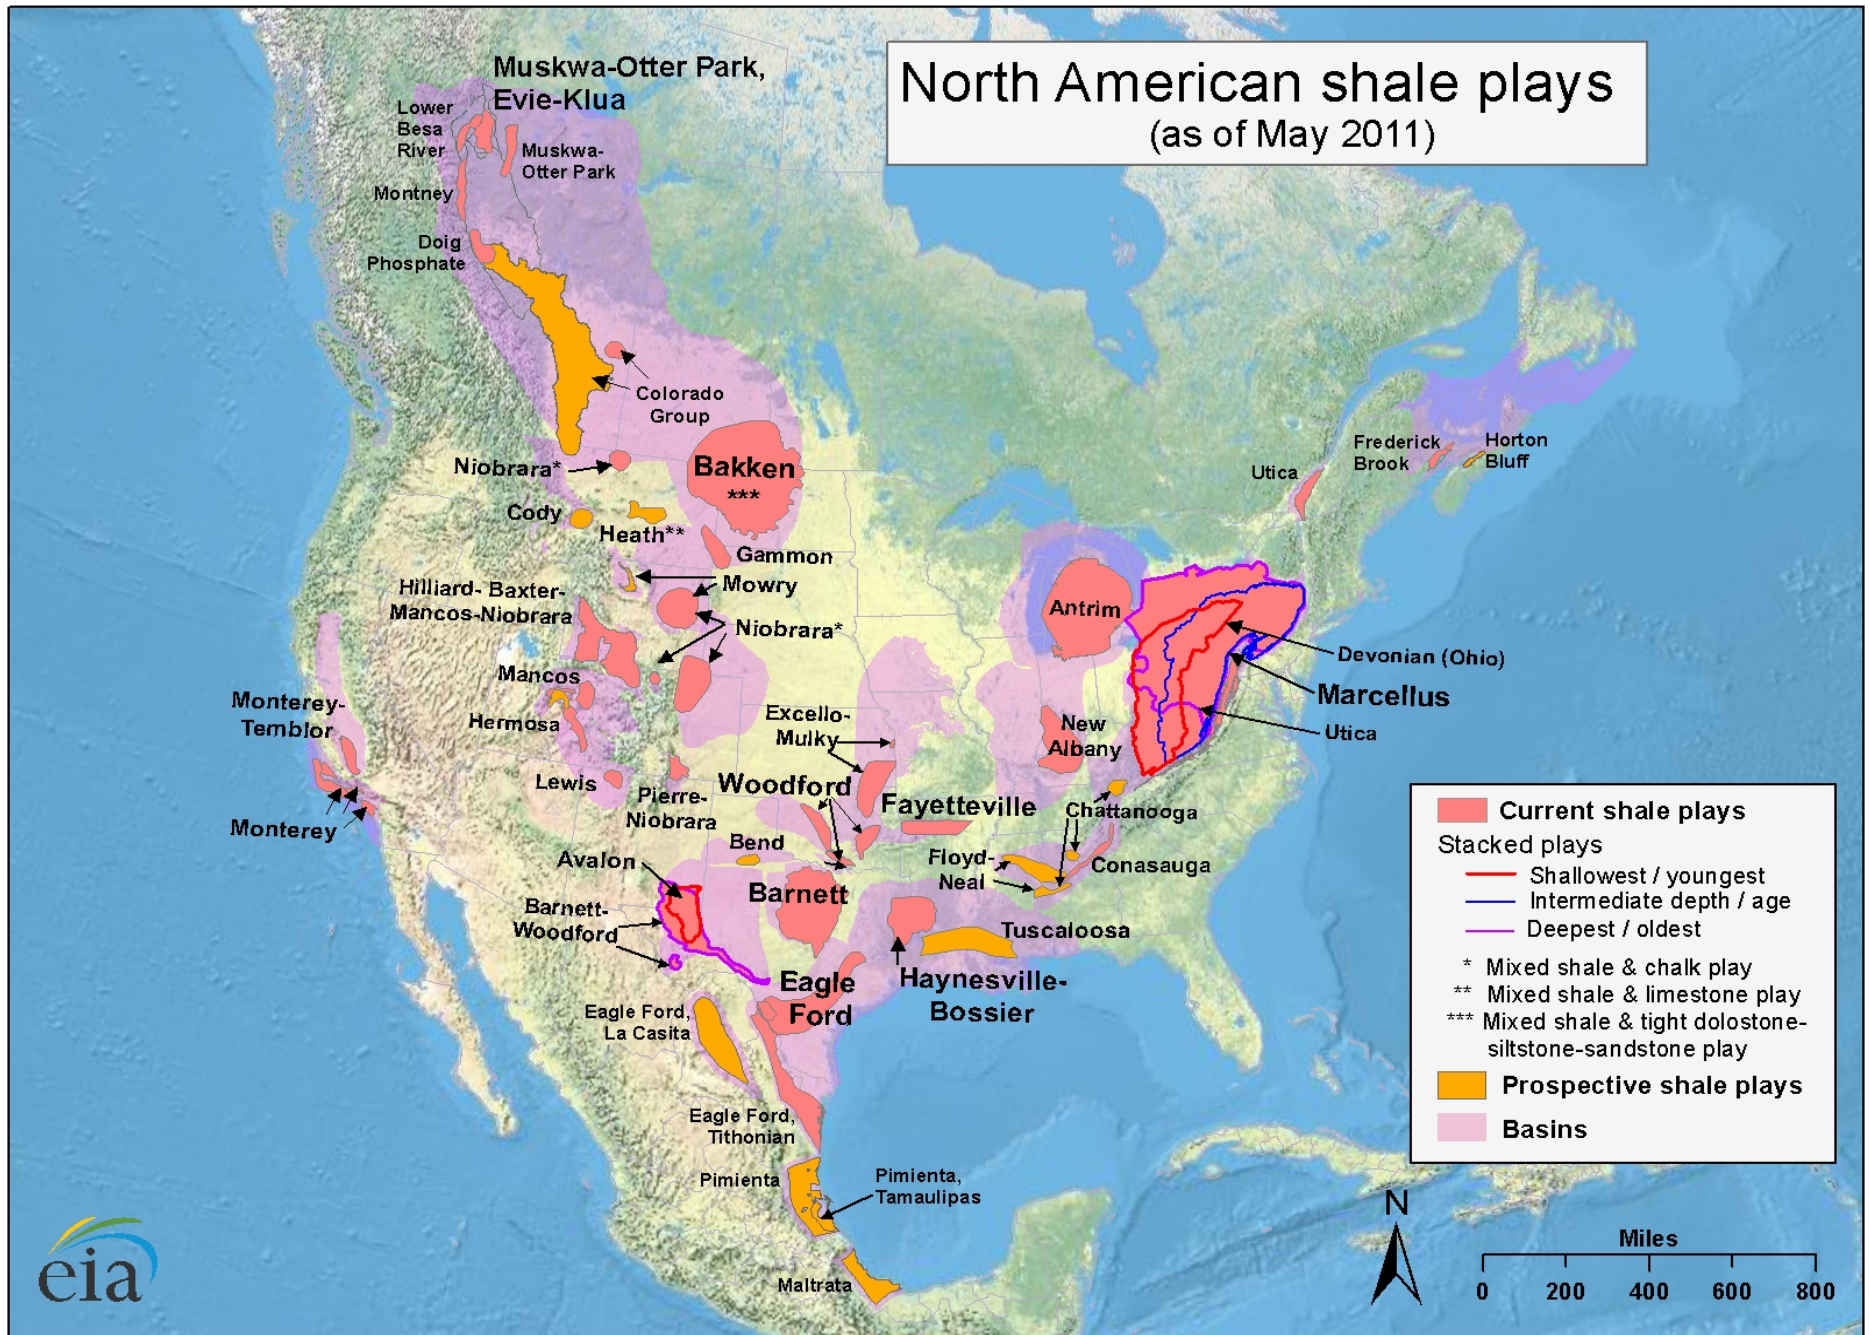 North American shale plays
(as of May 2011)
Muskwa-Otter Park,
Evie-Klua
Lower
Besa
River
Muskwa-
Otter Park
Montney
Doig
Phosphate
Colorado
Group
Niobrara*
Bakken
***
Cody
Heath**
Gammon
Mowry
Hilliard- Baxter-
Mancos-Niobrara
Niobrara*
Mancos
Hermosa
Monterey-
Temblor
Monterey
Lewis
Pierre-
Niobrara
Excello-
Mulky
Woodford
Fayetteville
Bend
Avalon
Barnett
Barnett-
Woodford
Eagle
Ford
Haynesville-
Bossier
Tuscaloosa
Floyd-
Neal
Conasauga
Chattanooga
New
Albany
Antrim
Devonian (Ohio)
Marcellus
Utica
Utica
Frederick
Brook
Horton
Bluff
Eagle Ford,
La Casita
Eagle Ford,
Tithonian
Pimienta
Pimienta,
Tamaulipas
Maltrata
Current shale plays
Stacked plays
Shallowest / youngest
Intermediate depth / age
Deepest / oldest
* Mixed shale & chalk play
** Mixed shale & limestone play
*** Mixed shale & tight dolostone-
siltstone-sandstone play
Prospective shale plays
Basins
N
Miles
0 200 400 600 800
eia